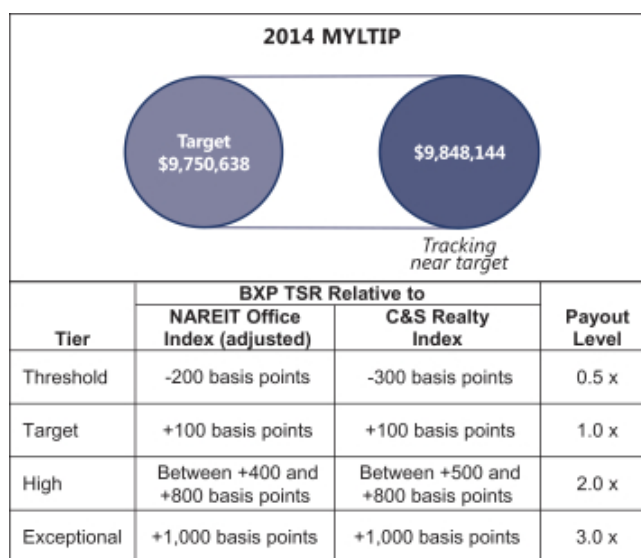 2014 MYLTIP
Target
$9,750,638
$9,848,144
Tracking
near target
BXP TSR Relative to
Tier
NAREIT Office
Index (adjusted)
C&S Realty
Index
Payout
Level
Threshold
-200 basis points
-300 basis points
0.5 x
Target
+100 basis points
+100 basis points
1.0 x
High
Between +400 and
+800 basis points
Between +500 and
+800 basis points
2.0 x
Exceptional
+1,000 basis points
+1,000 basis points
3.0 x